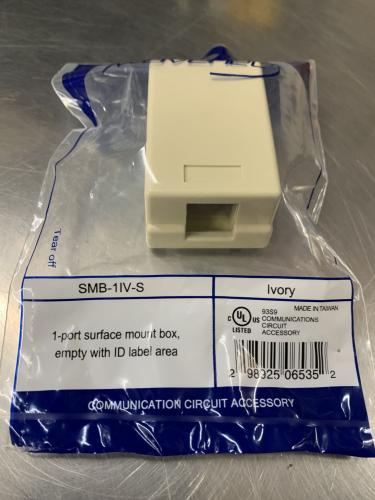 Tear off
SMB-1IV-S
Ivory
1-port surface mount box,
empty with ID label area
C UL US
LISTED
93S9
MADE IN TAIWAN
COMMUNICATIONS
CIRCUIT
ACCESSORY
2 98925 06535 2
COMMUNICATION CIRCUIT ACCESSORY